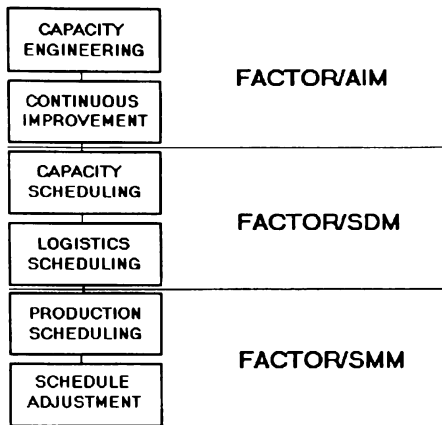 CAPACITY
ENGINEERING
FACTOR/AIM
CONTINUOUS
IMPROVEMENT
CAPACITY
SCHEDULING
FACTOR/SDM
LOGISTICS
SCHEDULING
PRODUCTION
SCHEDULING
FACTOR/SMM
SCHEDULE
ADJUSTMENT